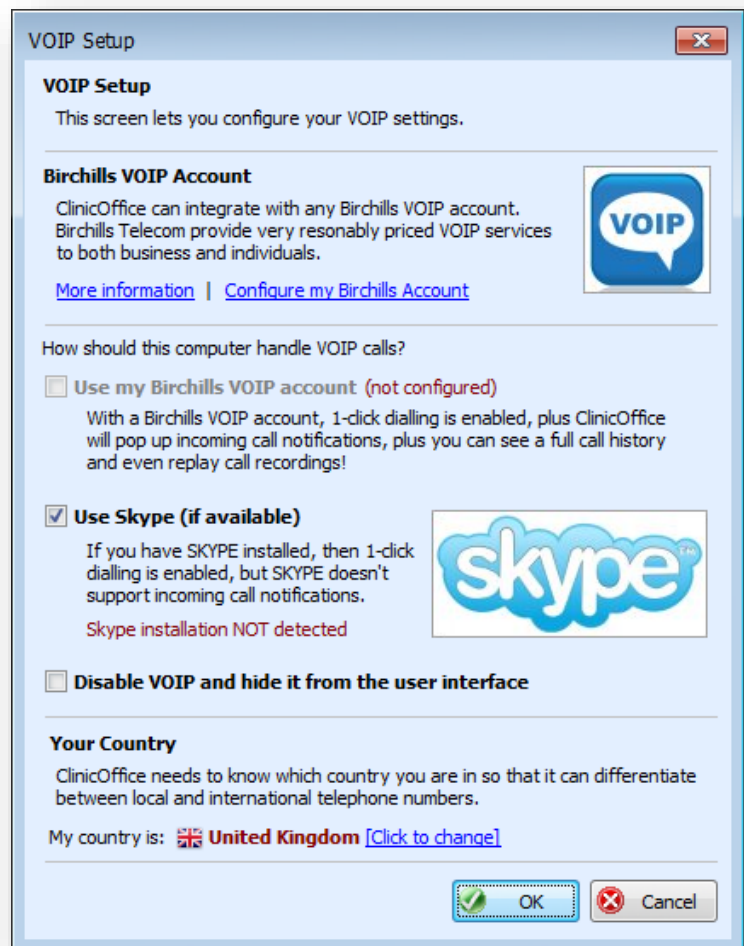 VOIP Setup
VOIP Setup
This screen lets you configure your VOIP settings.
Birchills VOIP Account
ClinicOffice can integrate with any Birchills VOIP account.
Birchills Telecom provide very resonably priced VOIP services
to both business and individuals.
VOIP
More information | Configure my Birchills Account
How should this computer handle VOIP calls?
Use my Birchills VOIP account (not configured)
With a Birchills VOIP account, 1-click dialling is enabled, plus ClinicOffice
will pop up incoming call notifications, plus you can see a full call history
and even replay call recordings!
Use Skype (if available)
If you have SKYPE installed, then 1-click
dialling is enabled, but SKYPE doesn't
support incoming call notifications.
Skype installation NOT detected
skype™
Disable VOIP and hide it from the user interface
Your Country
ClinicOffice needs to know which country you are in so that it can differentiate
between local and international telephone numbers.
My country is: United Kingdom [Click to change]
OK Cancel